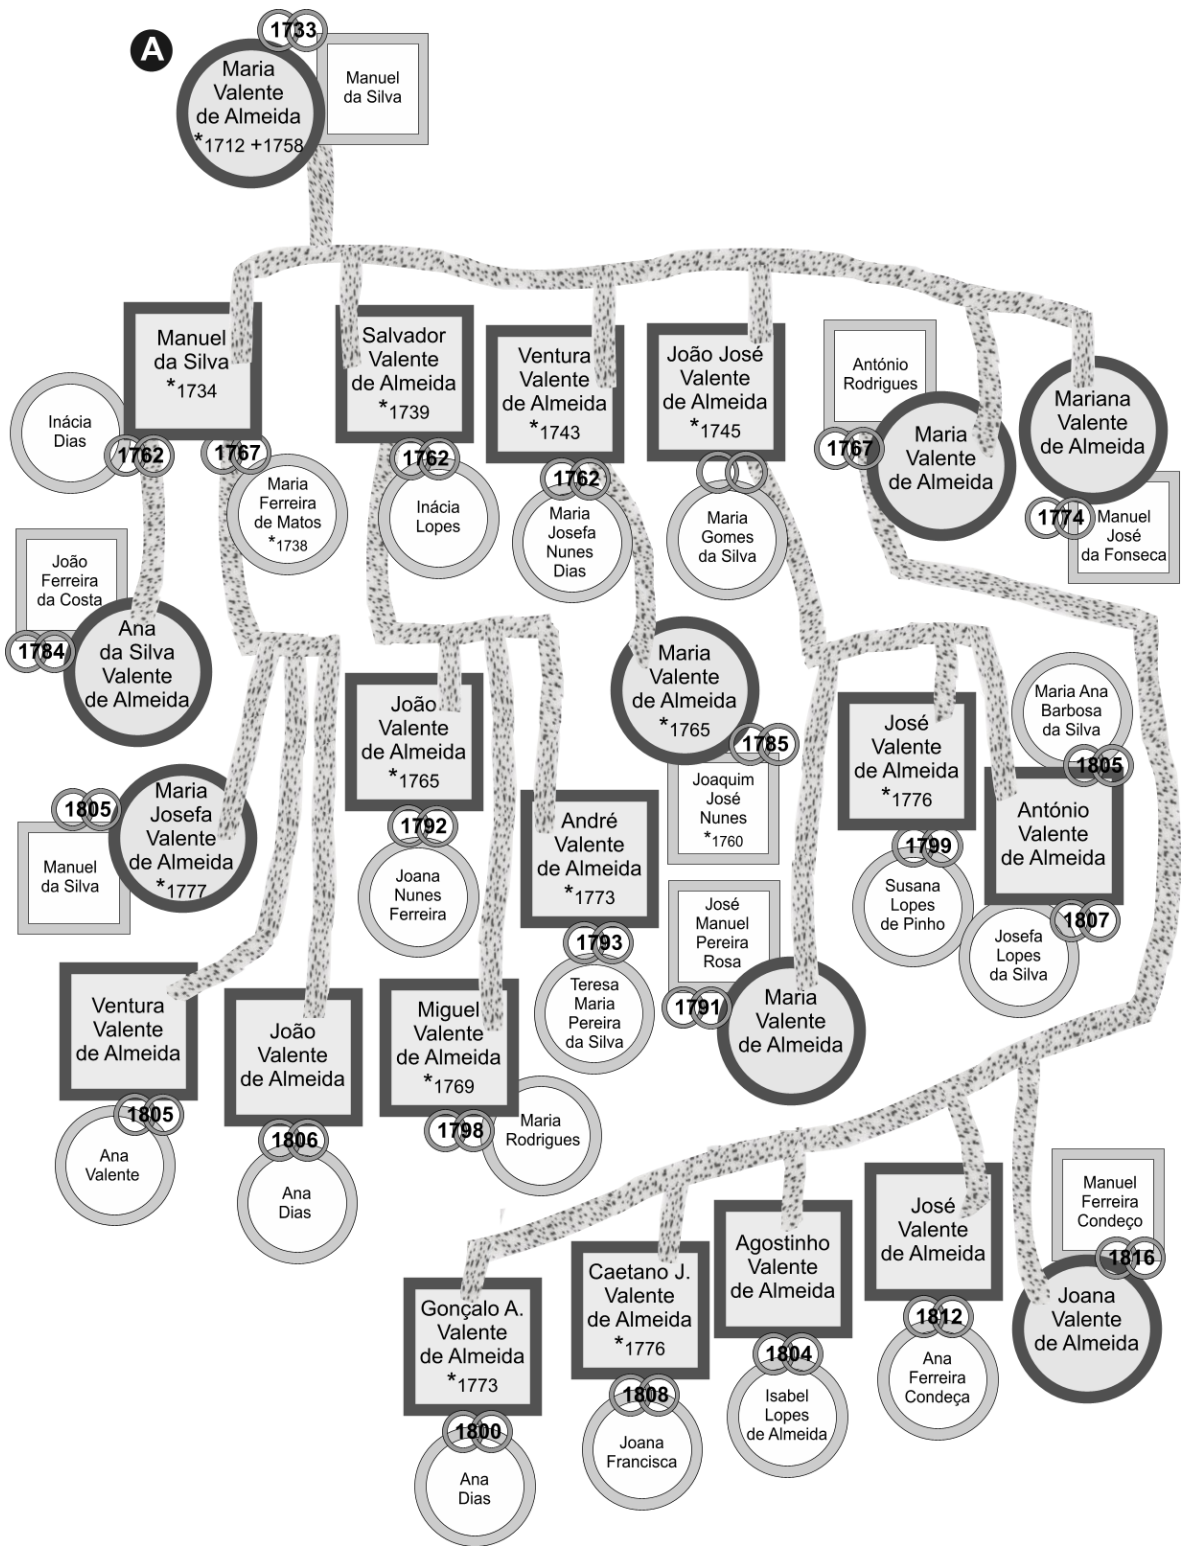 A
1733
Maria
Valente
de Almeida
*1712 +1758
Manuel
da Silva
Manuel
da Silva
*1734
Salvador
Valente
de Almeida
*1739
Ventura
Valente
de Almeida
*1743
João José
Valente
de Almeida
*1745
António
Rodrigues
Maria
Valente
de Almeida
Mariana
Valente
de Almeida
Inácia
Dias
1762
1767
Maria
Ferreira
de Matos
*1738
1762
Inácia
Lopes
1762
Maria
Josefa
Nunes
Dias
Maria
Gomes
da Silva
1767
1774
Manuel
José
da Fonseca
João
Ferreira
da Costa
1784
Ana
da Silva
Valente
de Almeida
João
Valente
de Almeida
*1765
Maria
Valente
de Almeida
*1765
1785
Joaquim
José
Nunes
*1760
José
Valente
de Almeida
*1776
Maria Ana
Barbosa
da Silva
1805
António
Valente
de Almeida
1805
Manuel
da Silva
Maria
Josefa
Valente
de Almeida
*1777
1792
Joana
Nunes
Ferreira
André
Valente
de Almeida
*1773
1793
Teresa
Maria
Pereira
da Silva
José
Manuel
Pereira
Rosa
1791
Maria
Valente
de Almeida
1799
Susana
Lopes
de Pinho
1807
Josefa
Lopes
da Silva
Ventura
Valente
de Almeida
1805
Ana
Valente
João
Valente
de Almeida
1806
Ana
Dias
Miguel
Valente
de Almeida
*1769
1798
Maria
Rodrigues
Gonçalo A.
Valente
de Almeida
*1773
1800
Ana
Dias
Caetano J.
Valente
de Almeida
*1776
1808
Joana
Francisca
Agostinho
Valente
de Almeida
1804
Isabel
Lopes
de Almeida
José
Valente
de Almeida
1812
Ana
Ferreira
Condeça
Manuel
Ferreira
Condeço
1816
Joana
Valente
de Almeida